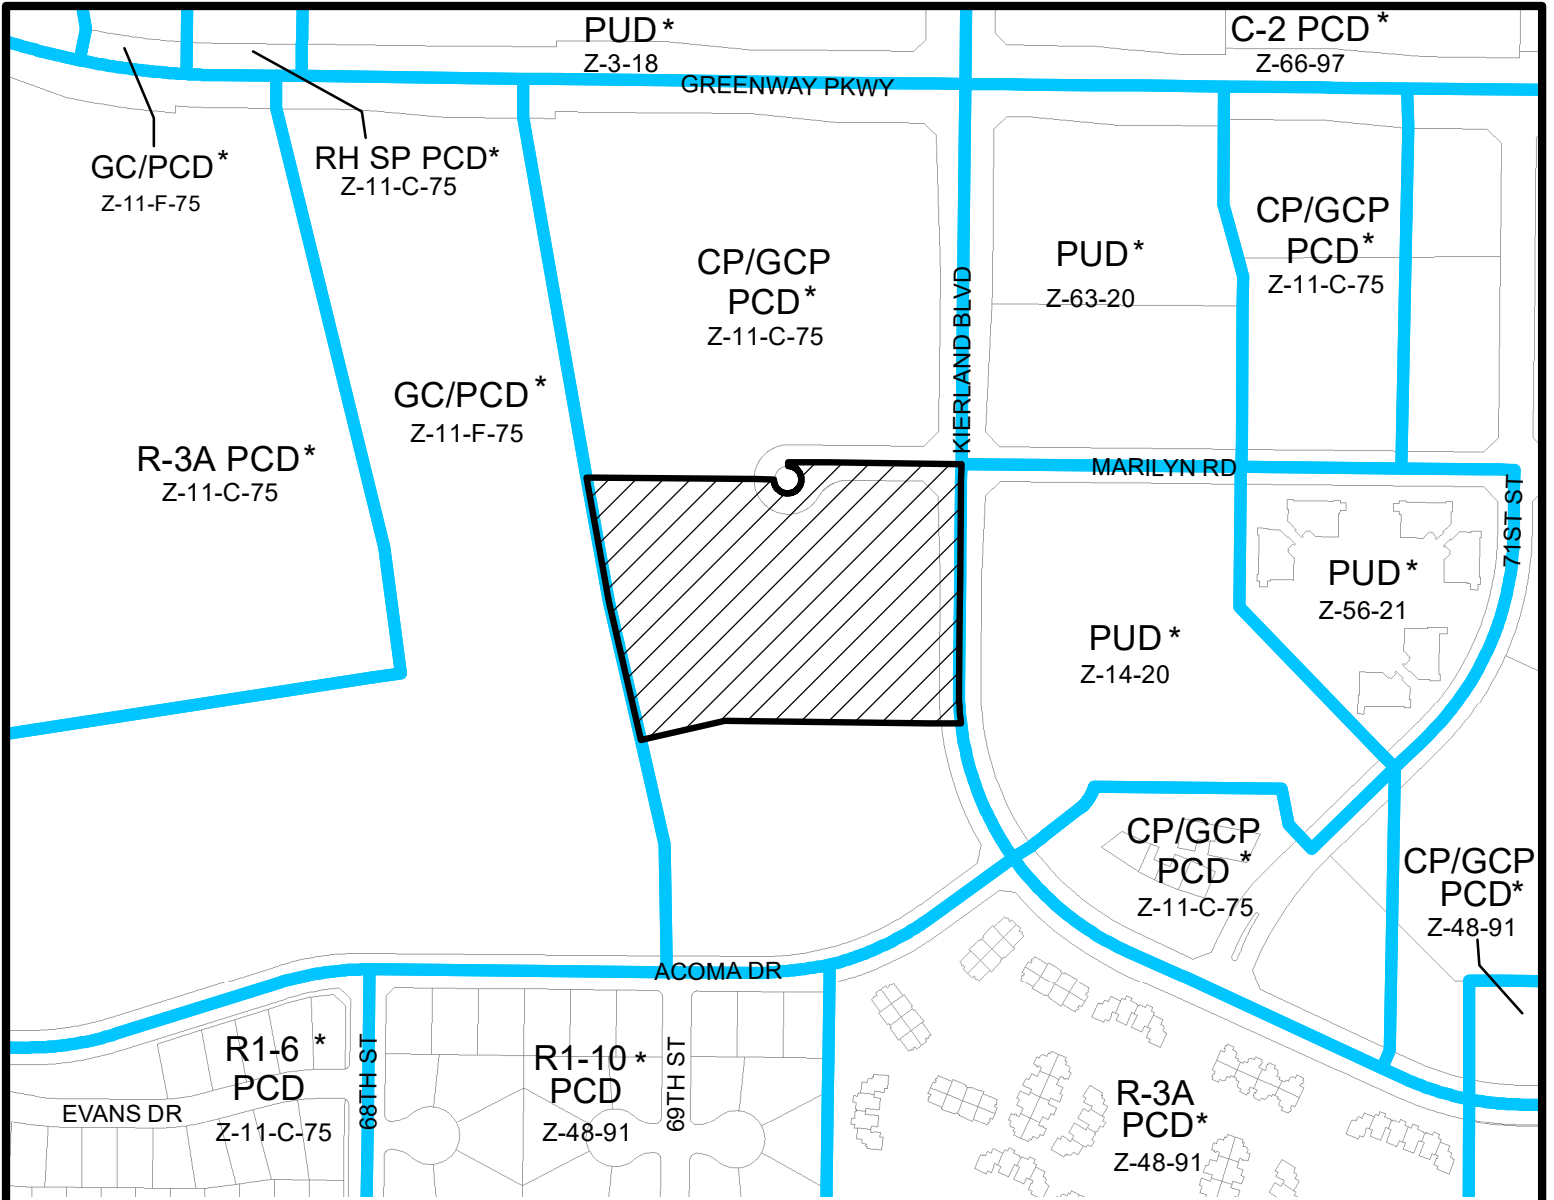 PUD *
Z-3-18
C-2 PCD *
Z-66-97
GREENWAY PKWY
GC/PCD *
Z-11-F-75
RH SP PCD*
Z-11-C-75
CP/GCP
PCD *
Z-11-C-75
KIERLAND BLVD
PUD *
Z-63-20
CP/GCP
PCD *
Z-11-C-75
GC/PCD *
Z-11-F-75
R-3A PCD *
Z-11-C-75
MARILYN RD
71ST ST
PUD *
Z-56-21
PUD *
Z-14-20
CP/GCP
PCD *
Z-11-C-75
CP/GCP
PCD*
Z-48-91
ACOMA DR
R1-6 *
PCD
Z-11-C-75
EVANS DR
68TH ST
R1-10 *
PCD
Z-48-91
69TH ST
R-3A
PCD*
Z-48-91